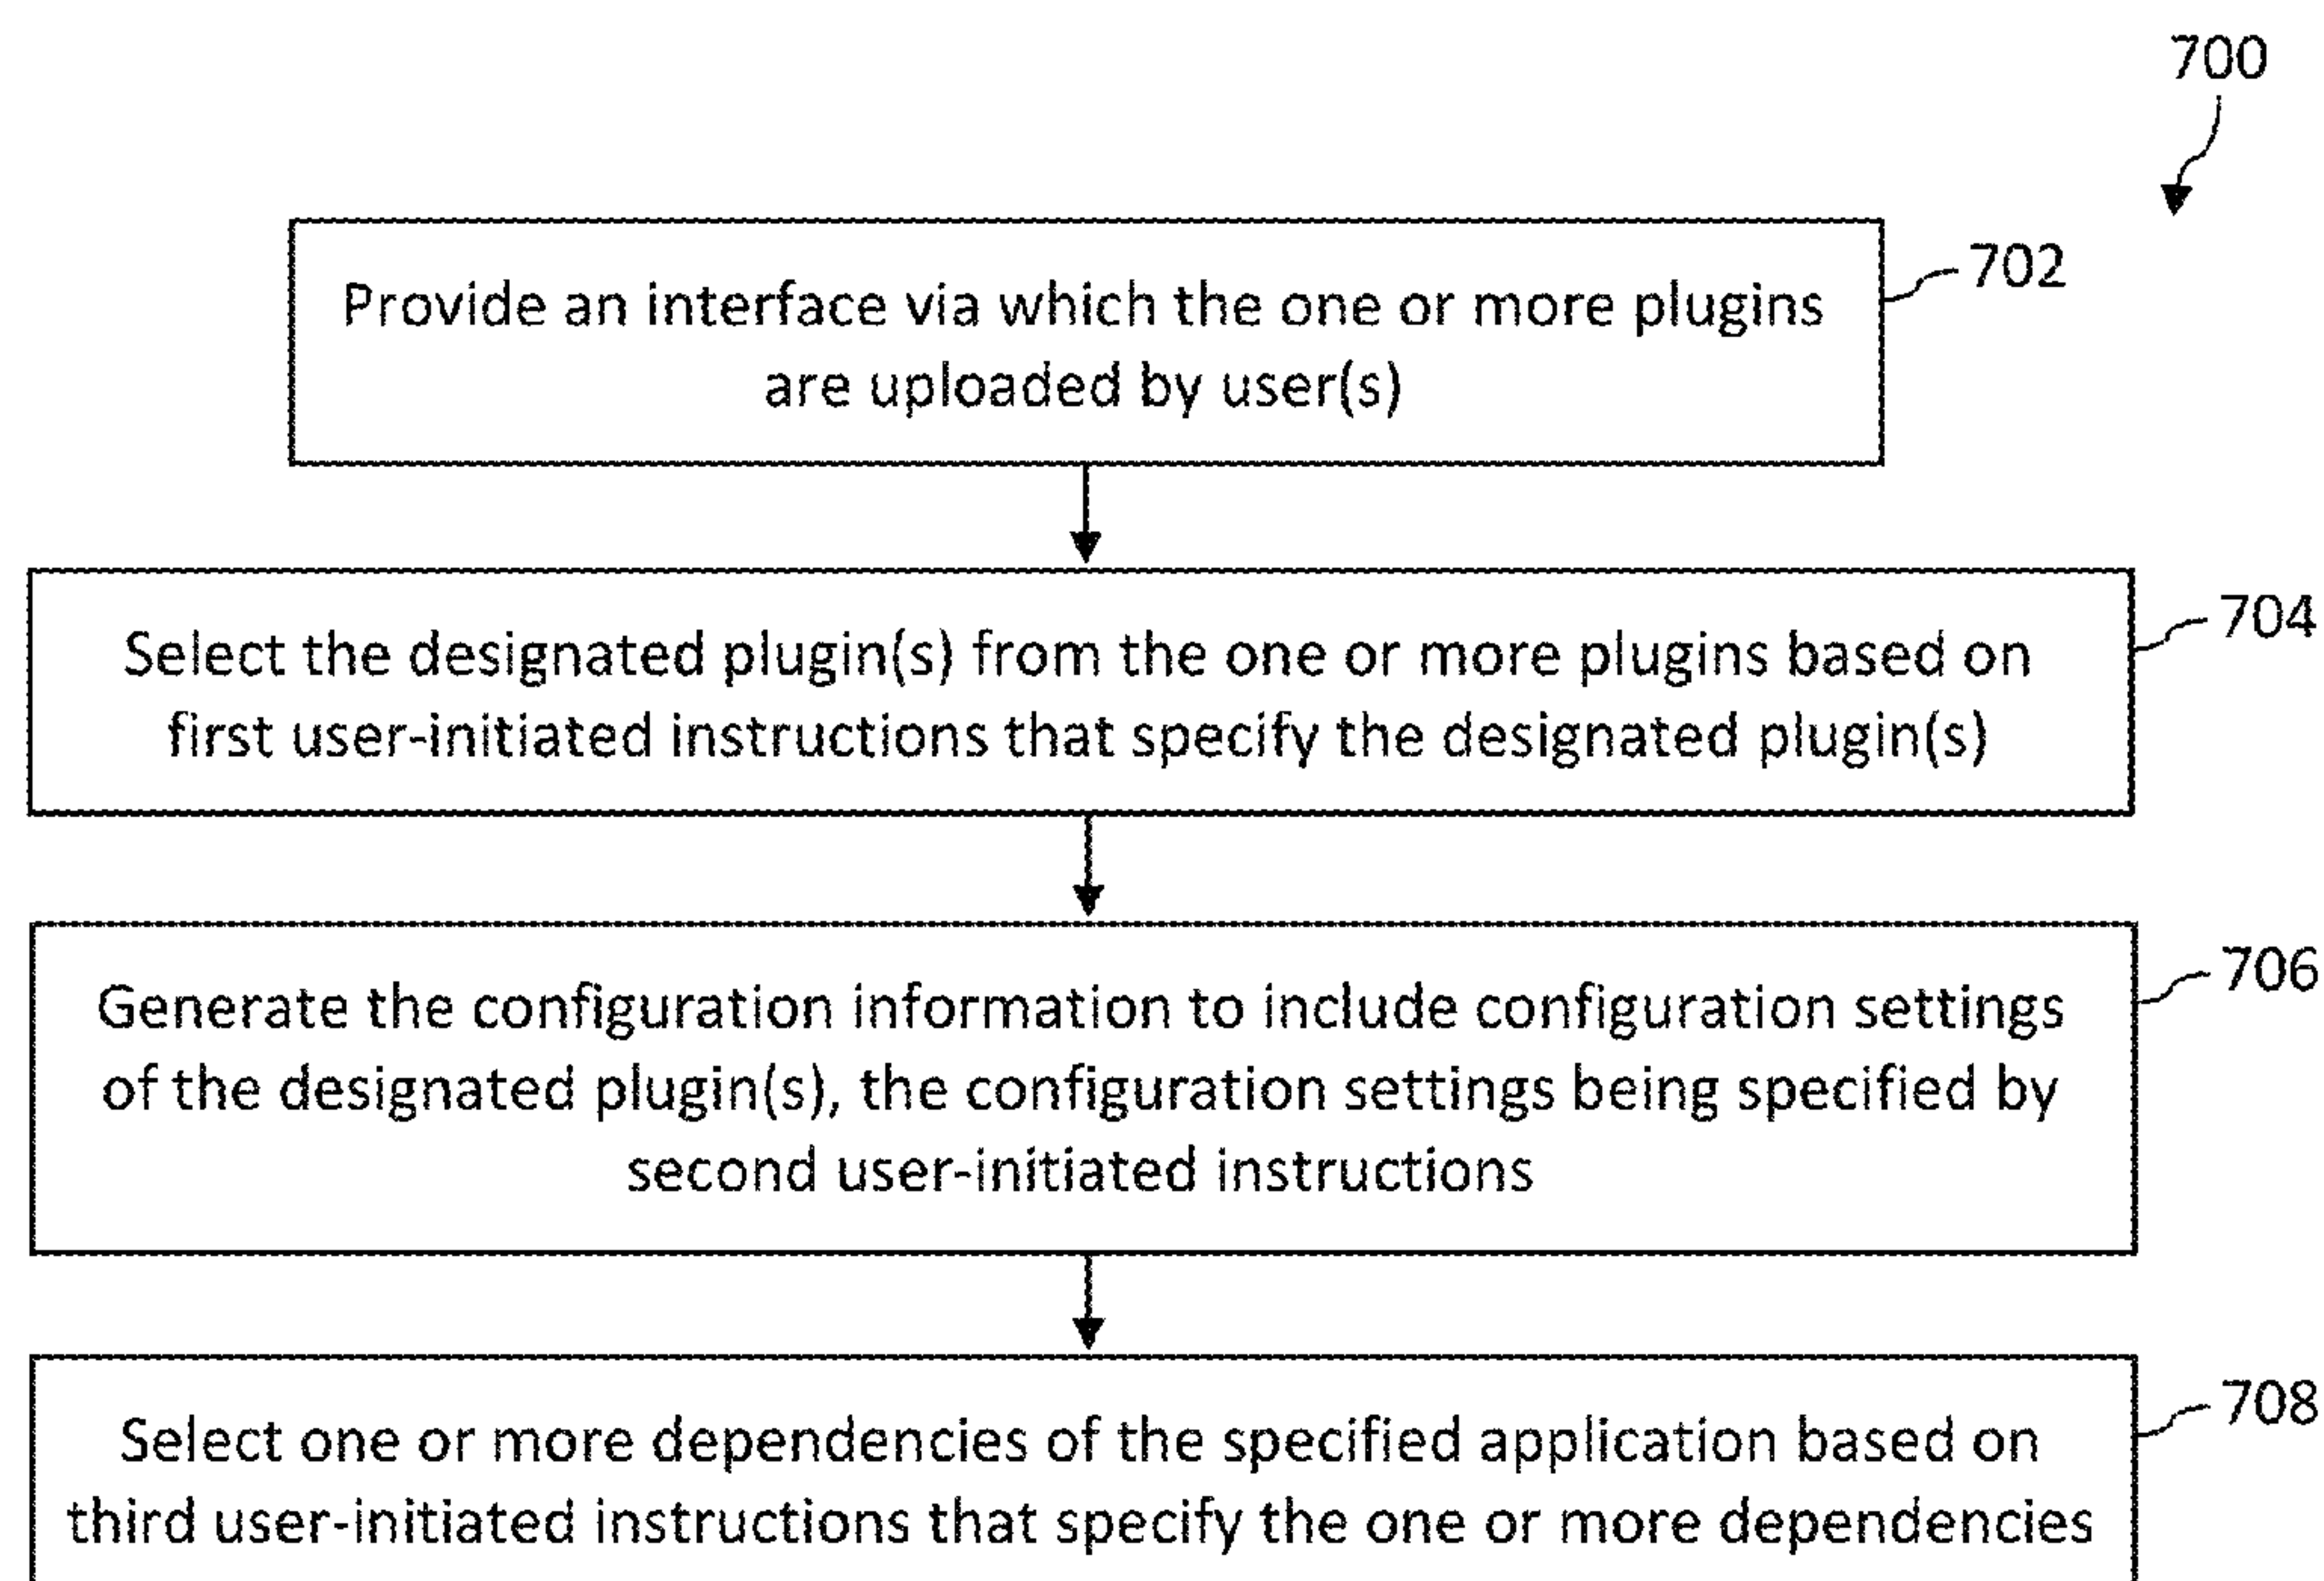 700
Provide an interface via which the one or more plugins
are uploaded by user(s)
702
Select the designated plugin(s) from the one or more plugins based on
first user-initiated instructions that specify the designated plugin(s)
704
Generate the configuration information to include configuration settings
of the designated plugin(s), the configuration settings being specified by
second user-initiated instructions
706
Select one or more dependencies of the specified application based on
third user-initiated instructions that specify the one or more dependencies
708